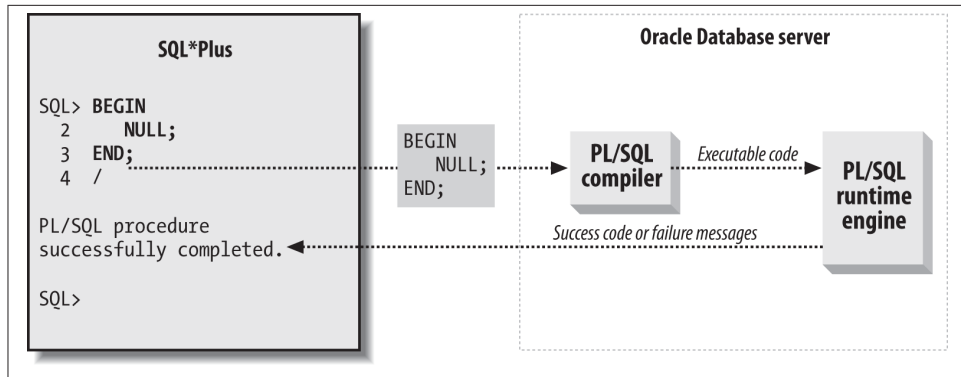 SQL*Plus
SQL> BEGIN
2 NULL;
3 END;
4 /
PL/SQL procedure
successfully completed.
SQL>
BEGIN
NULL;
END;
Oracle Database server
PL/SQL
compiler
Executable code
PL/SQL
runtime
engine
Success code or failure messages